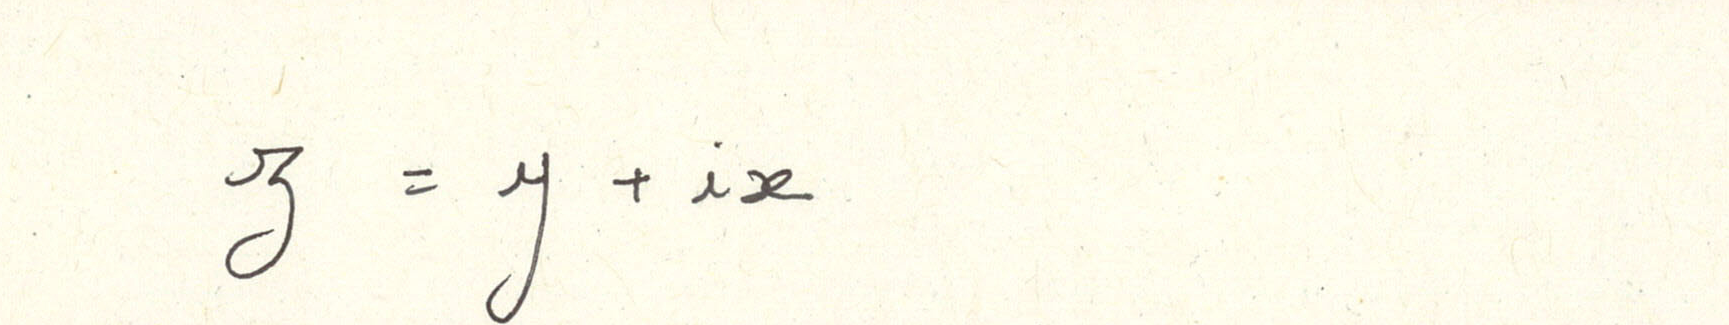 z = y + ix